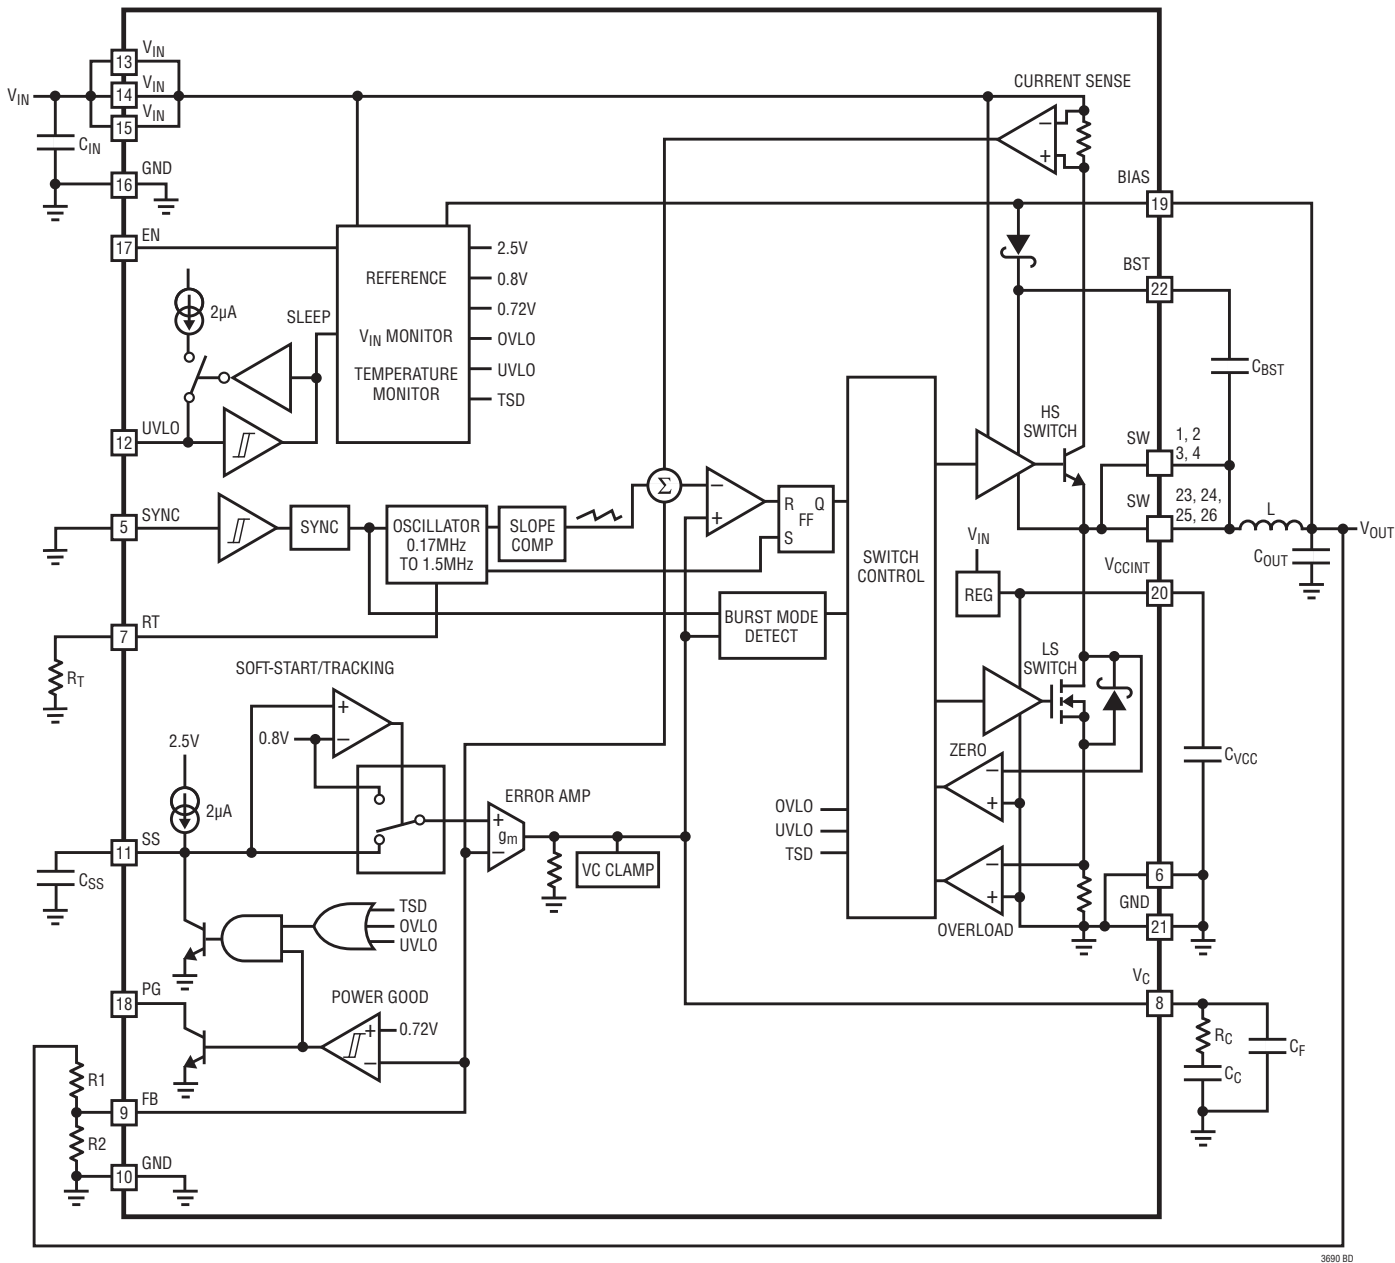 VIN
13
VIN
14
VIN
15
VIN
CIN
GND
16
EN
17
2µA
SLEEP
UVLO
12
REFERENCE
VIN MONITOR
TEMPERATURE
MONITOR
2.5V
0.8V
0.72V
OVLO
UVLO
TSD
CURRENT SENSE
−
+
BIAS
19
BST
22
CBST
HS
SWITCH
SW
1, 2
3, 4
SW
23, 24,
25, 26
L
VOUT
COUT
SYNC
5
SYNC
OSCILLATOR
0.17MHz
TO 1.5MHz
SLOPE
COMP
Σ
−
+
R
Q
FF
S
SWITCH
CONTROL
BURST MODE
DETECT
VIN
REG
VCCINT
20
RT
7
RT
LS
SWITCH
CVCC
ZERO
−
+
OVLO
UVLO
TSD
−
+
OVERLOAD
6
GND
21
SOFT-START/TRACKING
+
−
0.8V
2.5V
2µA
SS
11
CSS
ERROR AMP
+
gm
−
VC CLAMP
TSD
OVLO
UVLO
PG
18
POWER GOOD
+
0.72V
−
R1
FB
9
R2
GND
10
VC
8
RC
CC
CF
3690 BD